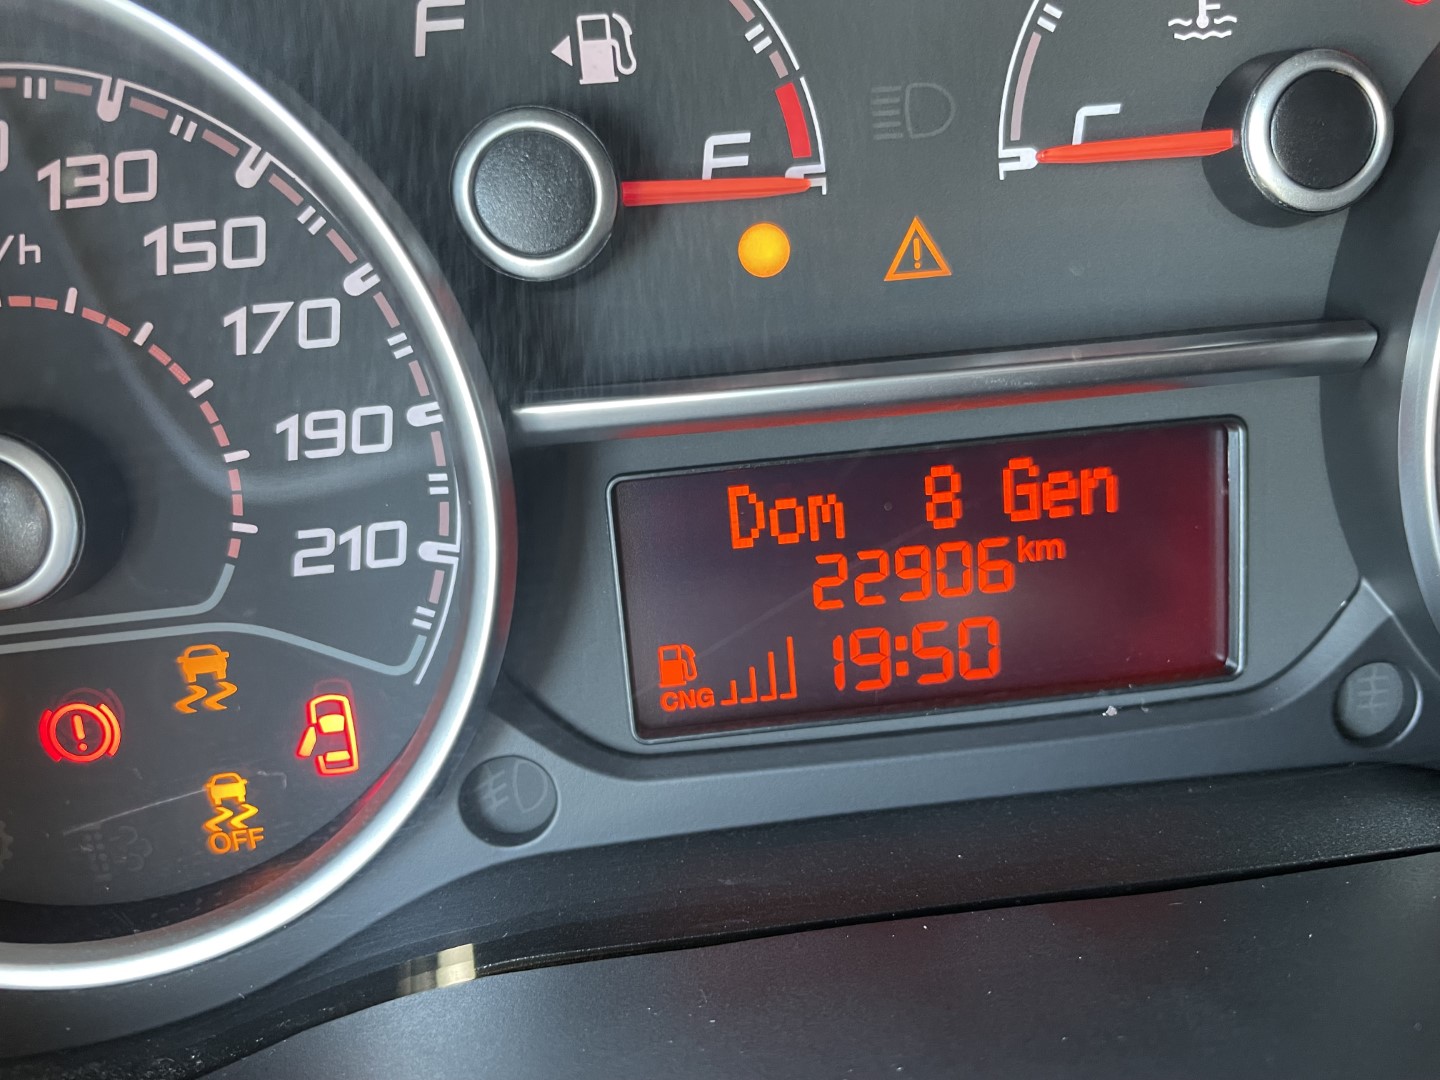 F
E
F
C
130
150
/h
170
190
210
Dom 8 Gen
22906 km
CNG 19:50
OFF